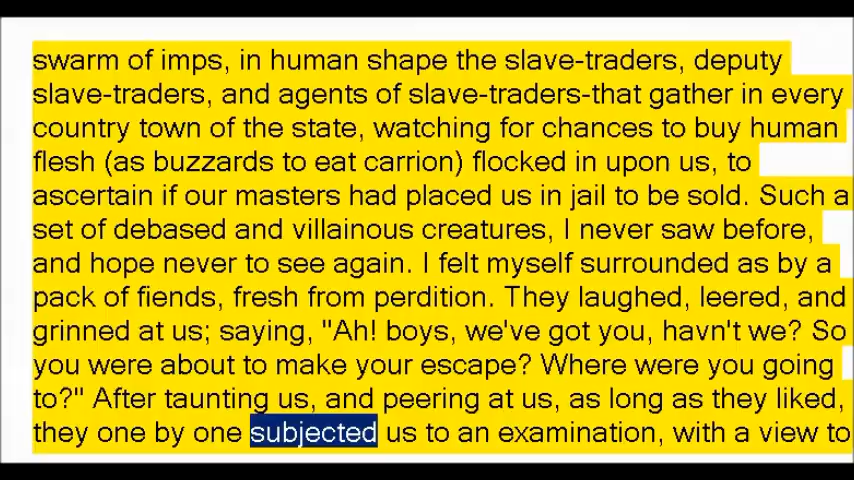 swarm of imps, in human shape the slave-traders, deputy
slave-traders, and agents of slave-traders-that gather in every
country town of the state, watching for chances to buy human
flesh (as buzzards to eat carrion) flocked in upon us, to
ascertain if our masters had placed us in jail to be sold. Such a
set of debased and villainous creatures, I never saw before,
and hope never to see again. I felt myself surrounded as by a
pack of fiends, fresh from perdition. They laughed, leered, and
grinned at us; saying, "Ah! boys, we've got you, havn't we? So
you were about to make your escape? Where were you going
to?" After taunting us, and peering at us, as long as they liked,
they one by one subjected us to an examination, with a view to